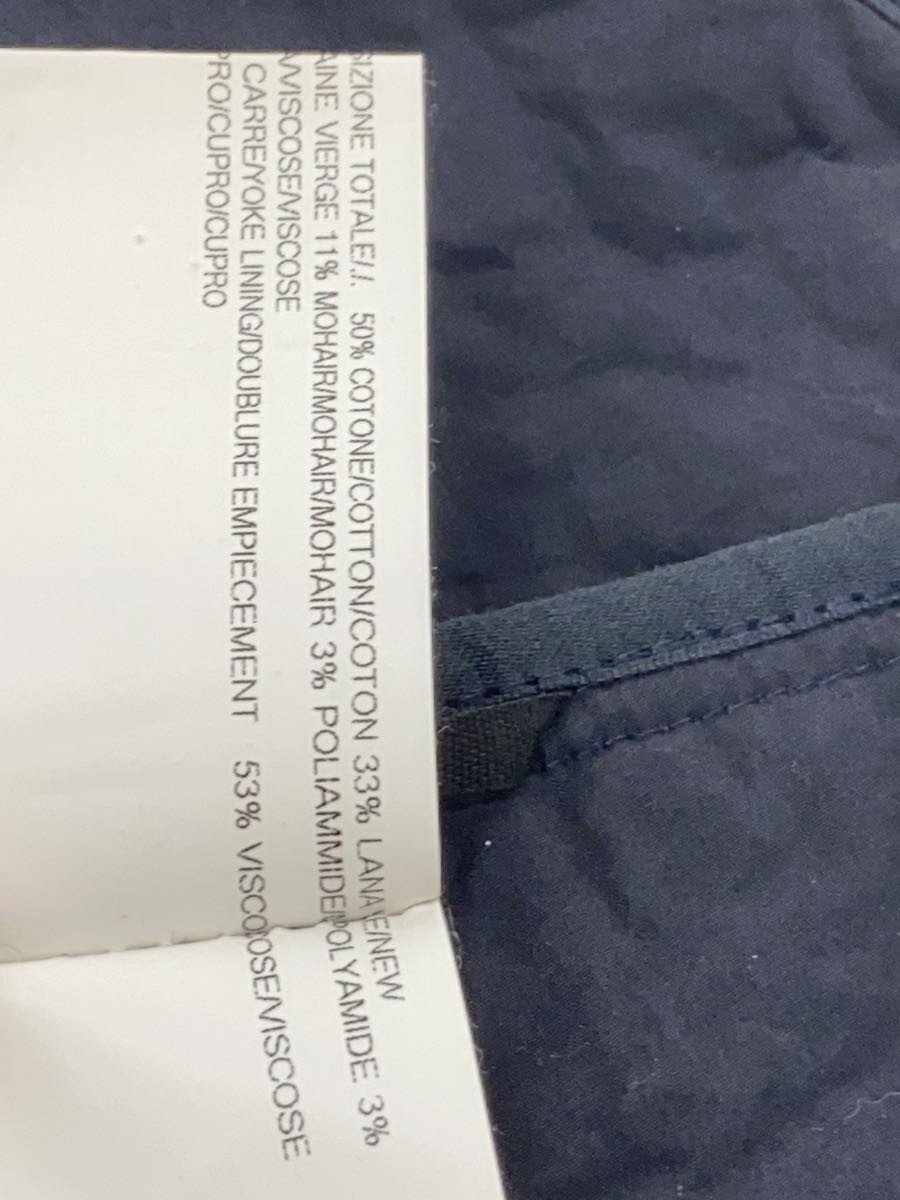 SIZIONE TOTALE/./. 50% COTONE/COTTON/COTON 33% LANA E/NEW
AINE VIERGE 11% MOHAIR/MOHAIR/MOHAIR 3% POLIAMMIDE/POLYAMIDE 3%
A/VISCOSE/VISCOSE
CARRE/YOKE LINING/DOUBLURE EMPIECEMENT 53% VISCOOSE/VISCOSE
PRO/CUPRO/CUPRO